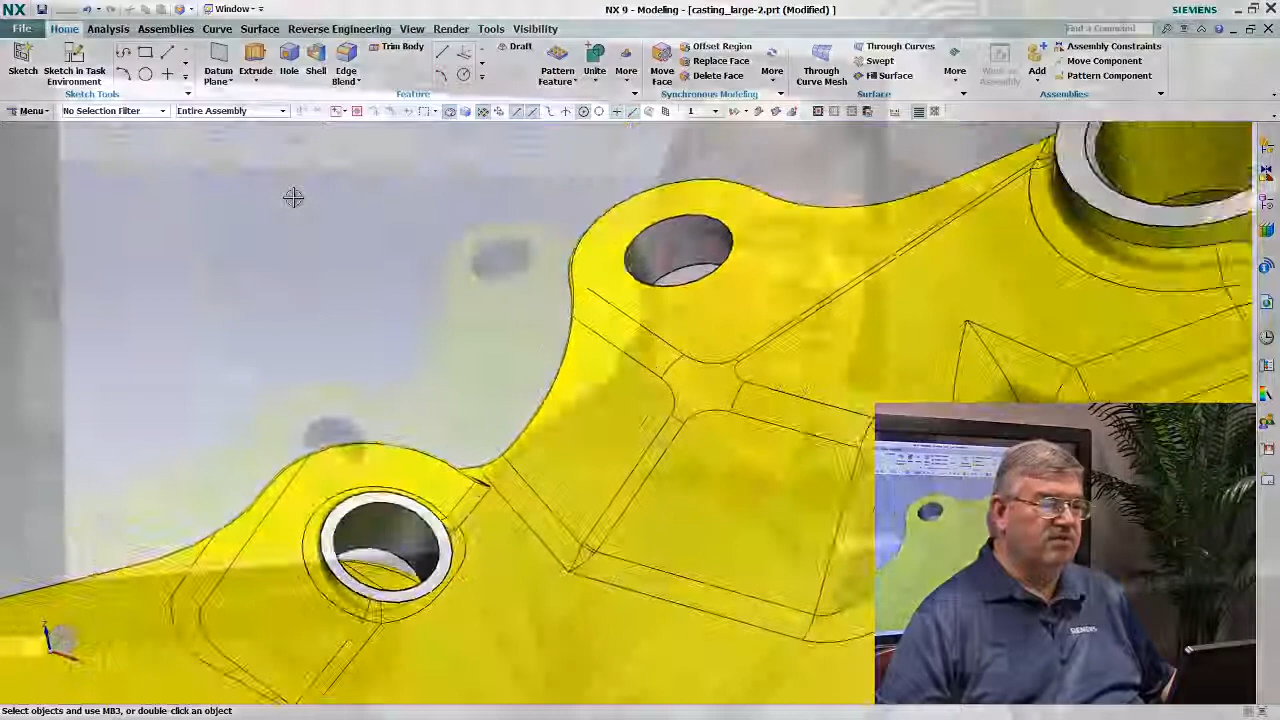 NX
Window
NX 9 - Modeling - [casting_large-2.prt (Modified) ]
SIEMENS
File Home Analysis Assemblies Curve Surface Reverse Engineering View Render Tools Visibility
Find a Command
Sketch
Sketch in Task Environment
Datum Plane
Extrude
Hole
Shell
Edge Blend
Trim Body
Draft
Pattern Feature
Unite
More
Move Face
Offset Region
Replace Face
Delete Face
More
Through Curve Mesh
Through Curves
Swept
Fill Surface
More
Work on Assembly
Add
Assembly Constraints
Move Component
Pattern Component
Sketch Tools
Feature
Synchronous Modeling
Surface
Assemblies
Menu
No Selection Filter
Entire Assembly
1
SIEMENS
Z
Select objects and use MB3, or double-click an object